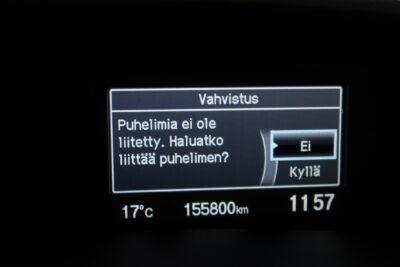 Vahvistus
Puhelimia ei ole
liitetty. Haluatko
liittää puhelimen?
Ei
Kyllä
17°C 155800km 1157